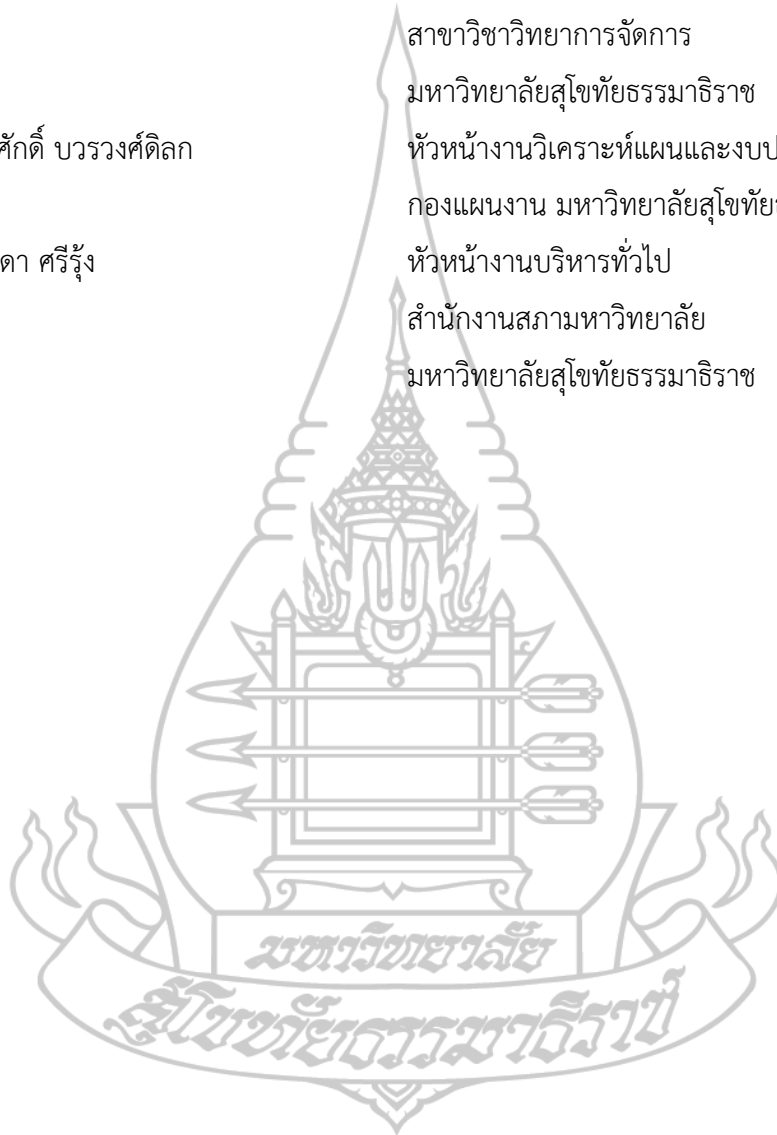 สาขาวิชาวิทยาการจัดการ
มหาวิทยาลัยสุโขทัยธรรมาธิราช
ศักดิ์ บวรวงศ์ดิลก หัวหน้างานวิเคราะห์แผนและงบป
กองแผนงาน มหาวิทยาลัยสุโขทัย
ดา ศรีรุ้ง หัวหน้างานบริหารทั่วไป
สำนักงานสภามหาวิทยาลัย
มหาวิทยาลัยสุโขทัยธรรมาธิราช
มหาวิทยาลัย
สุโขทัยธรรมาธิราช